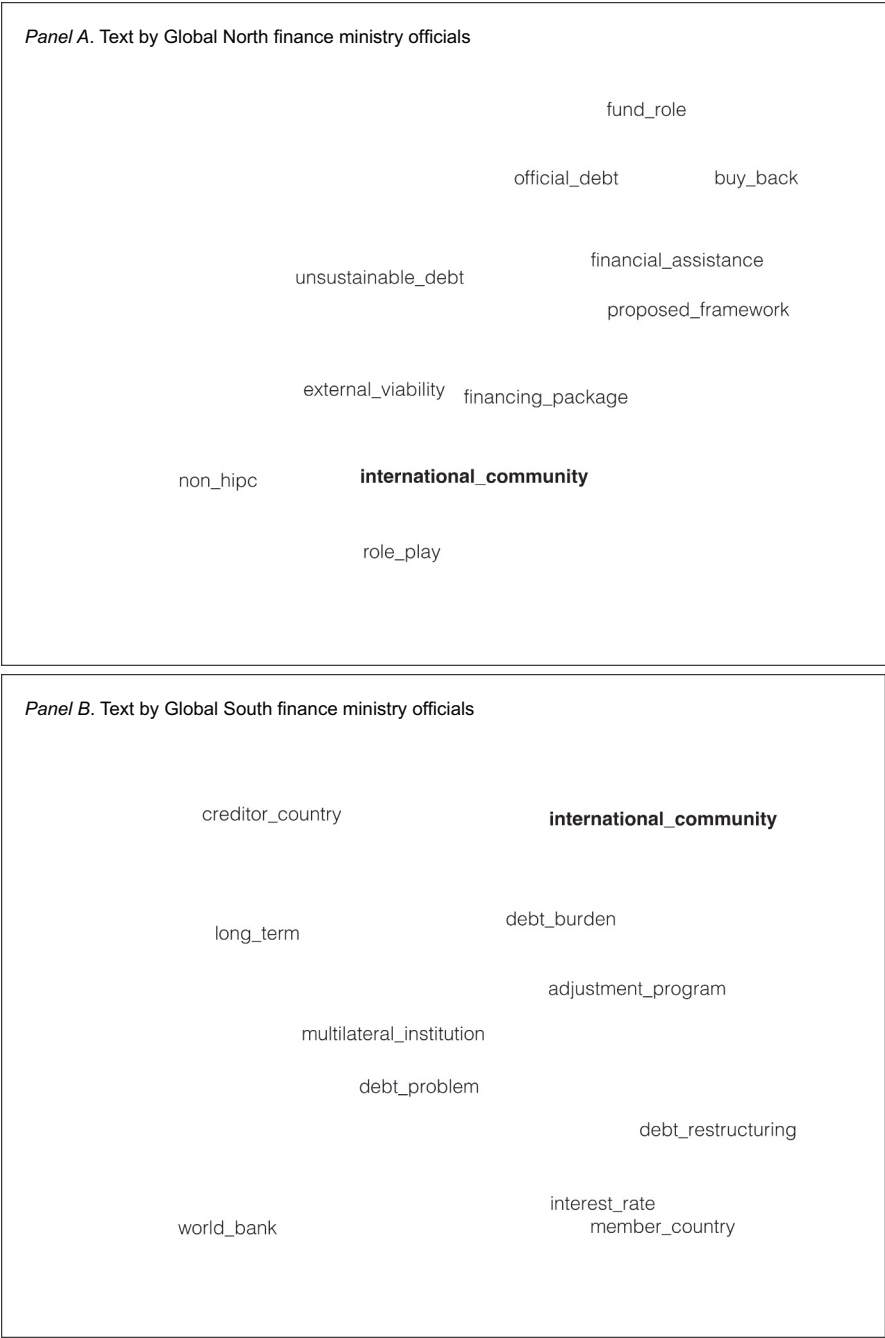 Panel A. Text by Global North finance ministry officials
fund_role
official_debt buy_back
financial_assistance
unsustainable_debt
proposed_framework
external_viability financing_package
non_hipc international_community
role_play
Panel B. Text by Global South finance ministry officials
creditor_country international_community
debt_burden
long_term
adjustment_program
multilateral_institution
debt_problem
debt_restructuring
interest_rate
world_bank member_country